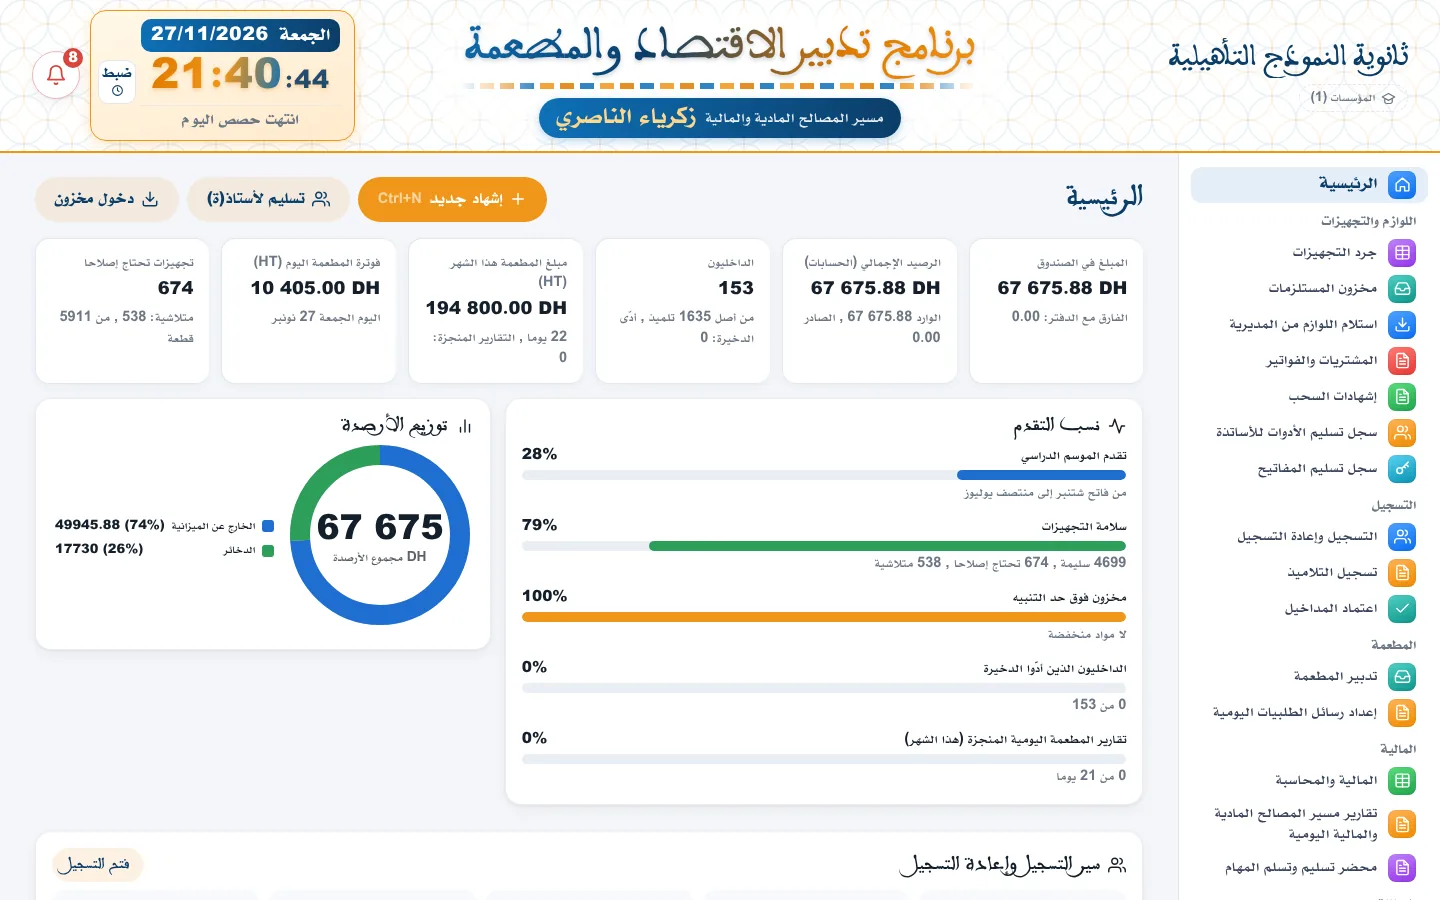 ثانوية النموذج التأهيلية
المؤسسات (1)
برنامج تدبير الاقتصاد والمطعمة
مسير المصالح المادية والمالية زكرياء الناصري
الجمعة 27/11/2026
21:40:44
ضبط
انتهت حصص اليوم
8
الرئيسية
اللوازم والتجهيزات
جرد التجهيزات
مخزون المستلزمات
استلام اللوازم من المديرية
المشتريات والفواتير
إشهادات السحب
سجل تسليم الأدوات للأساتذة
سجل تسليم المفاتيح
التسجيل
التسجيل وإعادة التسجيل
تسجيل التلاميذ
اعتماد المداخيل
المطعمة
تدبير المطعمة
إعداد رسائل الطلبيات اليومية
المالية
المالية والمحاسبة
تقارير مسير المصالح المادية
والمالية اليومية
محضر تسليم وتسلم المهام
الرئيسية
إشهاد جديد Ctrl+N
تسليم لأستاذ(ة)
دخول مخزون
المبلغ في الصندوق
67 675.88 DH
الفارق مع الدفتر: 0.00
الرصيد الإجمالي (الحسابات)
67 675.88 DH
الوارد 67 675.88 , الصادر
0.00
الداخليون
153
من أصل 1635 تلميذ , أدّى
الدخيرة: 0
مبلغ المطعمة هذا الشهر
(HT)
194 800.00 DH
22 يوما , التقارير المنجزة:
0
فوترة المطعمة اليوم (HT)
10 405.00 DH
اليوم الجمعة 27 نونبر
تجهيزات تحتاج إصلاحا
674
متلاشية: 538 , من 5911
قطعة
نسب التقدم
تقدم الموسم الدراسي 28%
من فاتح شتنبر إلى منتصف يوليوز
سلامة التجهيزات 79%
4699 سليمة , 674 تحتاج إصلاحا , 538 متلاشية
مخزون فوق حد التنبيه 100%
لا مواد منخفضة
الداخليون الذين أدّوا الدخيرة 0%
0 من 153
تقارير المطعمة اليومية المنجزة (هذا الشهر) 0%
0 من 21 يوما
توزيع الأرصدة
67 675
DH مجموع الأرصدة
الخارج عن الميزانية 49945.88 (74%)
الدخائر 17730 (26%)
سير التسجيل وإعادة التسجيل
فتح التسجيل